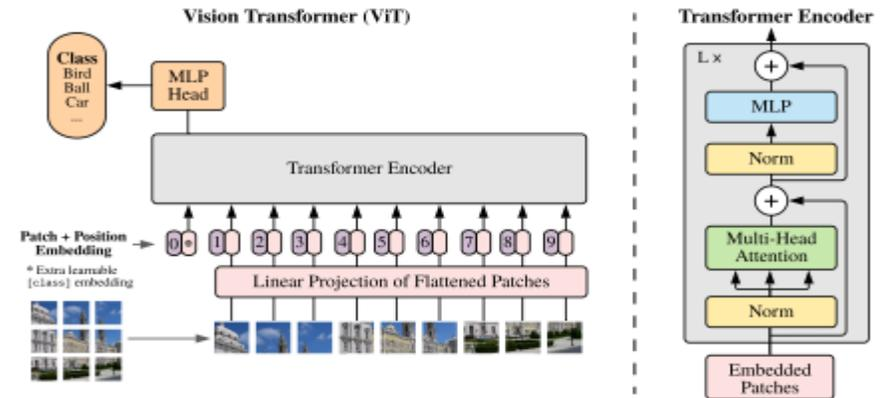 Vision Transformer (ViT)
Class
Bird
Ball
Car
...
MLP
Head
Transformer Encoder
Patch + Position
Embedding
* Extra learnable
[class] embedding
0 * 1 2 3 4 5 6 7 8 9
Linear Projection of Flattened Patches
Transformer Encoder
L ×
+
MLP
Norm
+
Multi-Head
Attention
Norm
Embedded
Patches